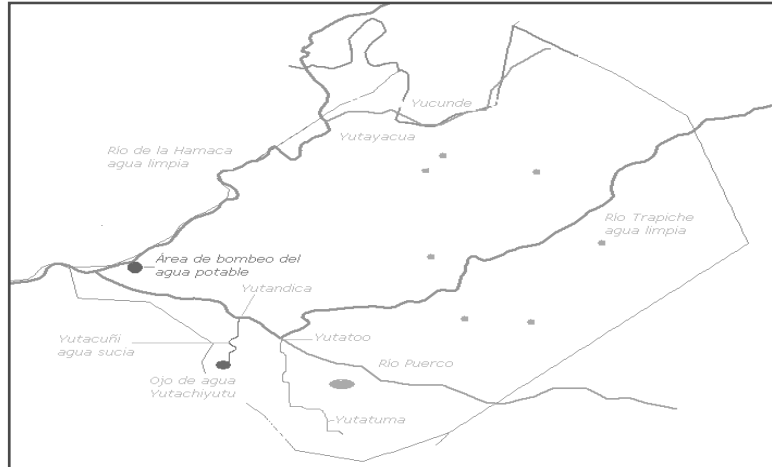 Yucunde
Yutayacua
Río de la Hamaca
agua limpia
Río Trapiche
agua limpia
Área de bombeo del
agua potable
Yutandica
Yutacuñi
agua sucia
Yutatoo
Río Puerco
Ojo de agua
Yutachiyutu
Yutatuma